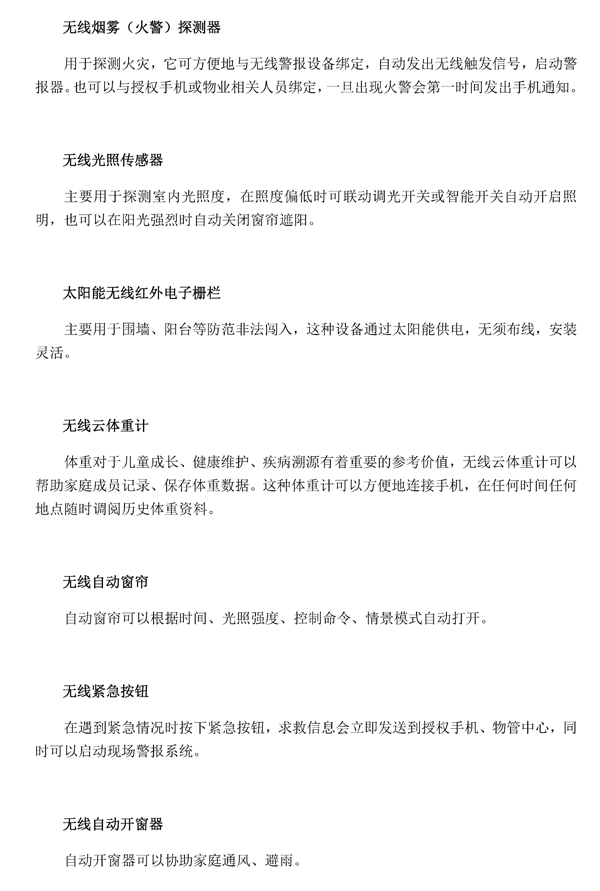 无线烟雾（火警）探测器
用于探测火灾，它可方便地与无线警报设备绑定，自动发出无线触发信号，启动警
报器。也可以与授权手机或物业相关人员绑定，一旦出现火警会第一时间发出手机通知。
无线光照传感器
主要用于探测室内光照度，在照度偏低时可联动调光开关或智能开关自动开启照
明，也可以在阳光强烈时自动关闭窗帘遮阳。
太阳能无线红外电子栅栏
主要用于围墙、阳台等防范非法闯入，这种设备通过太阳能供电，无须布线，安装
灵活。
无线云体重计
体重对于儿童成长、健康维护、疾病溯源有着重要的参考价值，无线云体重计可以
帮助家庭成员记录、保存体重数据。这种体重计可以方便地连接手机，在任何时间任何
地点随时调阅历史体重资料。
无线自动窗帘
自动窗帘可以根据时间、光照强度、控制命令、情景模式自动打开。
无线紧急按钮
在遇到紧急情况时按下紧急按钮，求救信息会立即发送到授权手机、物管中心，同
时可以启动现场警报系统。
无线自动开窗器
自动开窗器可以协助家庭通风、避雨。